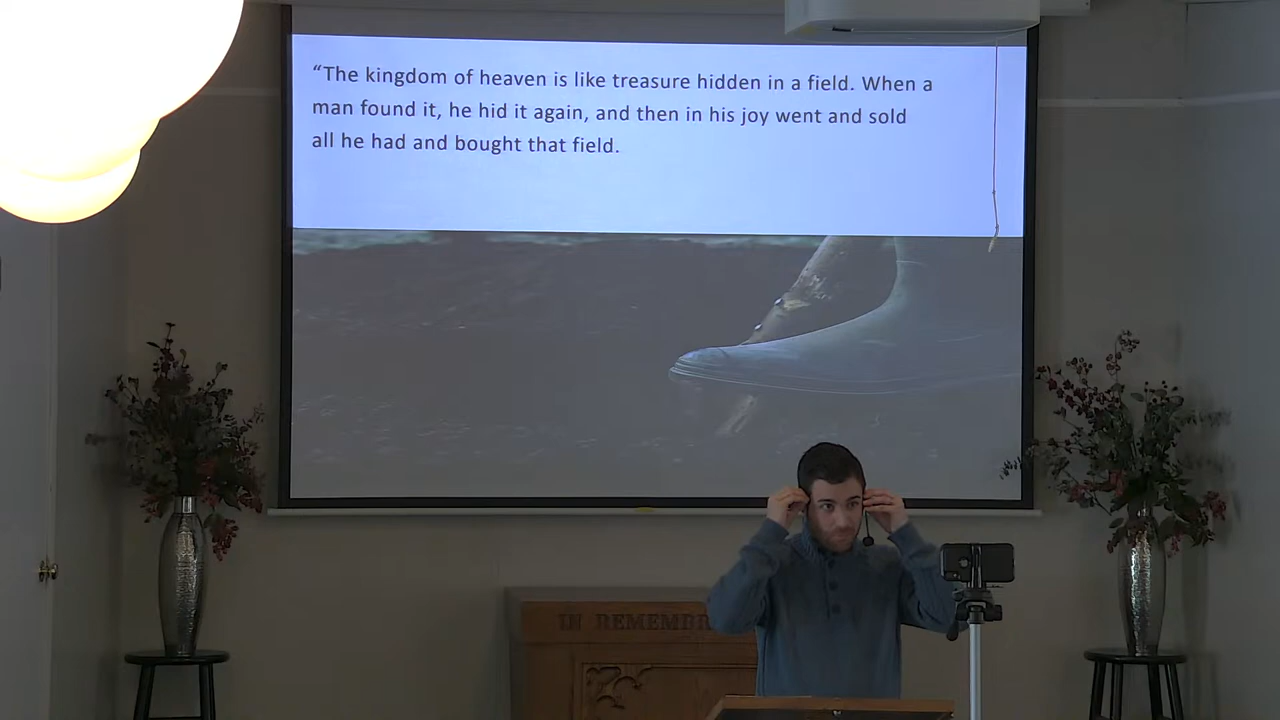 “The kingdom of heaven is like treasure hidden in a field. When a
man found it, he hid it again, and then in his joy went and sold
all he had and bought that field.
IN REMEMBR